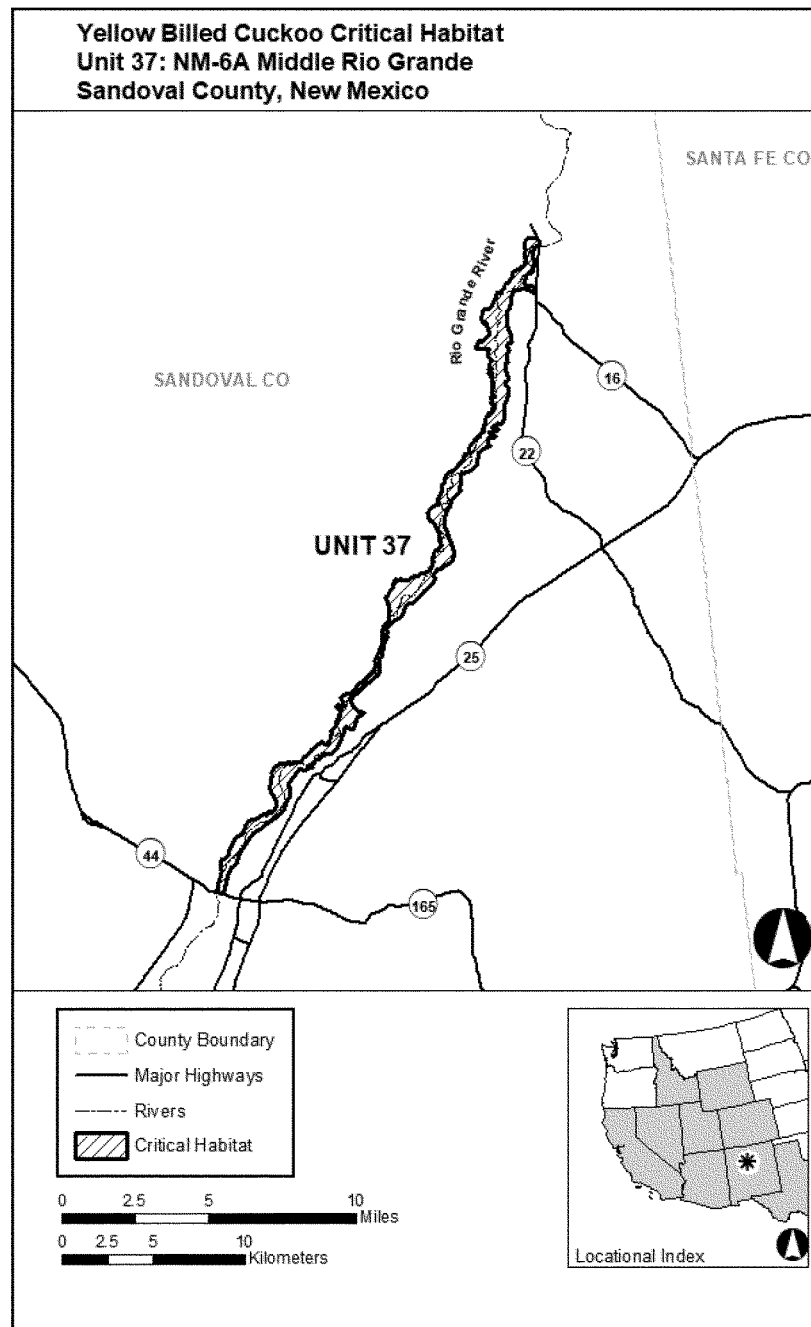 Yellow Billed Cuckoo Critical Habitat
Unit 37: NM-6A Middle Rio Grande
Sandoval County, New Mexico
SANTA FE CO
Rio Grande River
SANDOVAL CO
16
22
UNIT 37
25
44
165
County Boundary
Major Highways
Rivers
Critical Habitat
0 2.5 5 10
Miles
0 2.5 5 10
Kilometers
Locational Index